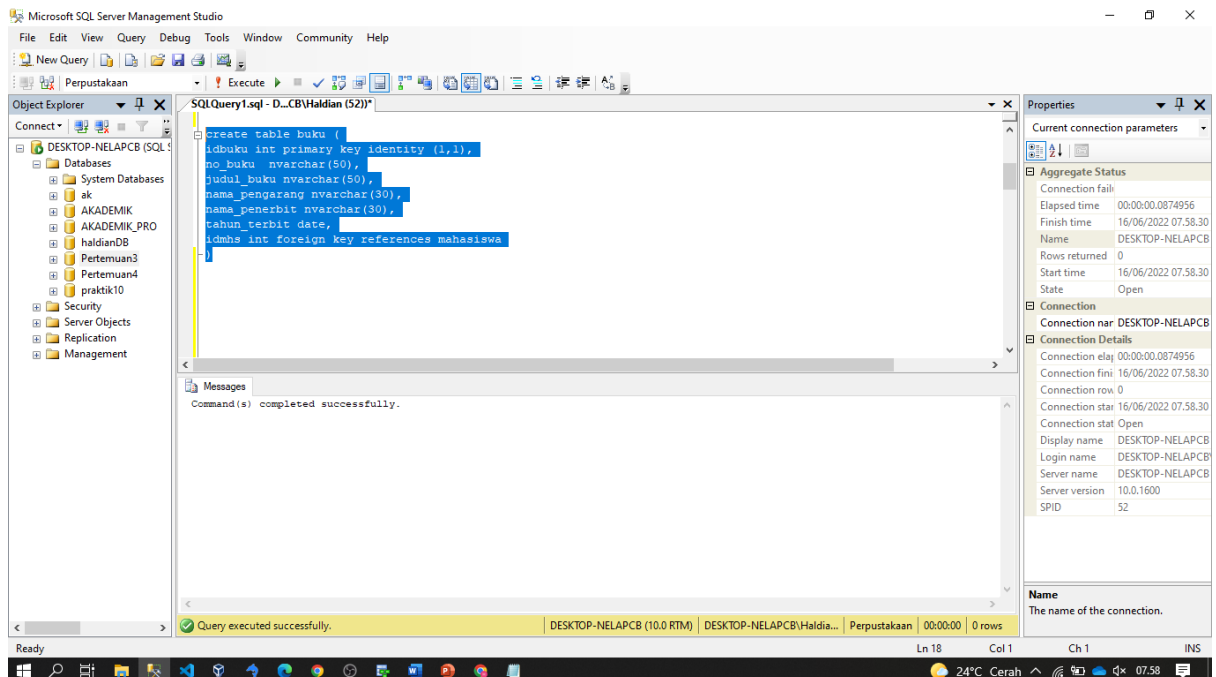 Microsoft SQL Server Management Studio
File Edit View Query Debug Tools Window Community Help
New Query
Perpustakaan
Execute
Object Explorer
Connect
DESKTOP-NELAPCB (SQL S
Databases
System Databases
ak
AKADEMIK
AKADEMIK_PRO
haldianDB
Pertemuan3
Pertemuan4
praktik10
Security
Server Objects
Replication
Management
SQLQuery1.sql - D...CB\Haldian (52))*
create table buku (
idbuku int primary key identity (1,1),
no_buku nvarchar(50),
judul_buku nvarchar(50),
nama_pengarang nvarchar(30),
nama_penerbit nvarchar(30),
tahun_terbit date,
idmhs int foreign key references mahasiswa
)
Messages
Command(s) completed successfully.
Query executed successfully.
DESKTOP-NELAPCB (10.0 RTM)
DESKTOP-NELAPCB\Haldia...
Perpustakaan
00:00:00
0 rows
Properties
Current connection parameters
Aggregate Status
Connection failu
Elapsed time 00:00:00.0874956
Finish time 16/06/2022 07.58.30
Name DESKTOP-NELAPCB
Rows returned 0
Start time 16/06/2022 07.58.30
State Open
Connection
Connection nar DESKTOP-NELAPCB
Connection Details
Connection elap 00:00:00.0874956
Connection fini 16/06/2022 07.58.30
Connection row 0
Connection star 16/06/2022 07.58.30
Connection stat Open
Display name DESKTOP-NELAPCB
Login name DESKTOP-NELAPCB\
Server name DESKTOP-NELAPCB
Server version 10.0.1600
SPID 52
Name
The name of the connection.
Ready
Ln 18 Col 1 Ch 1 INS
24°C Cerah 07.58